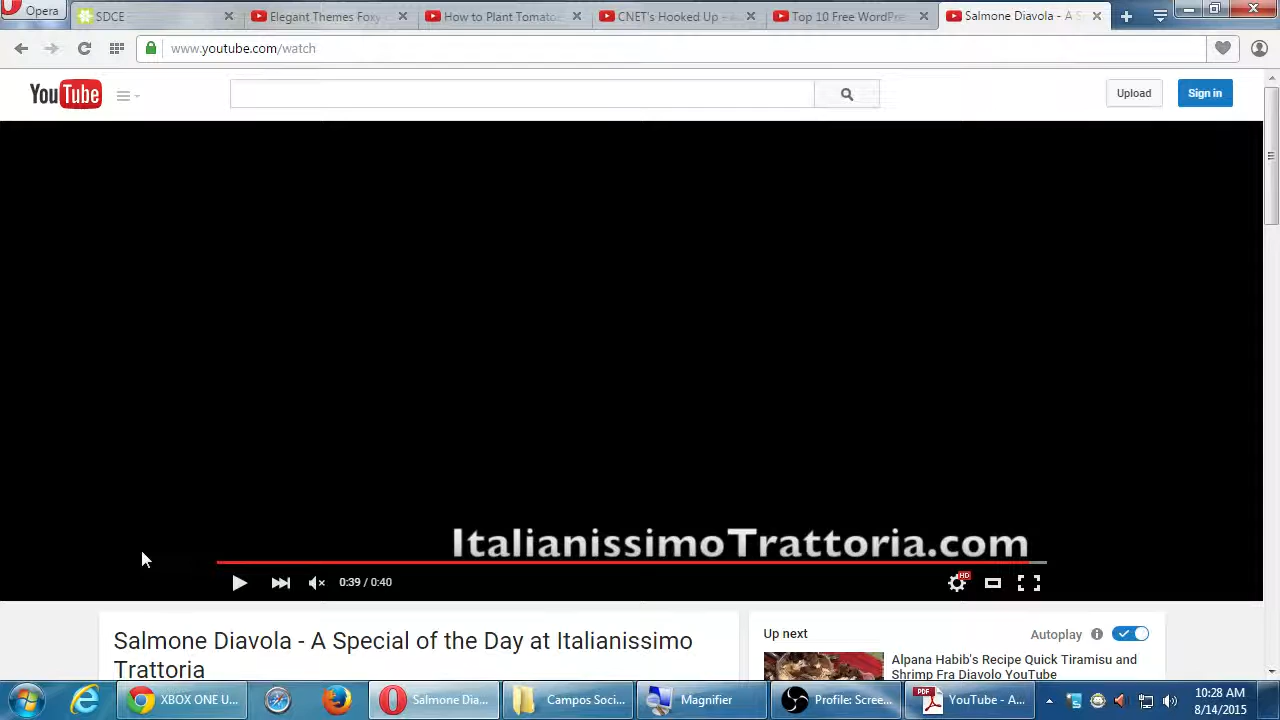 Opera
SDCE
Elegant Themes Foxy
How to Plant Tomato
CNET's Hooked Up -
Top 10 Free WordPre
Salmone Diavola - A S
www.youtube.com/watch
YouTube
Upload
Sign in
ItalianissimoTrattoria.com
0:39 / 0:40
HD
Salmone Diavola - A Special of the Day at Italianissimo
Trattoria
Up next
Autoplay
Alpana Habib's Recipe Quick Tiramisu and
Shrimp Fra Diavolo YouTube
XBOX ONE U...
Salmone Dia...
Campos Soci...
Magnifier
Profile: Scree...
PDF
YouTube - A...
10:28 AM
8/14/2015